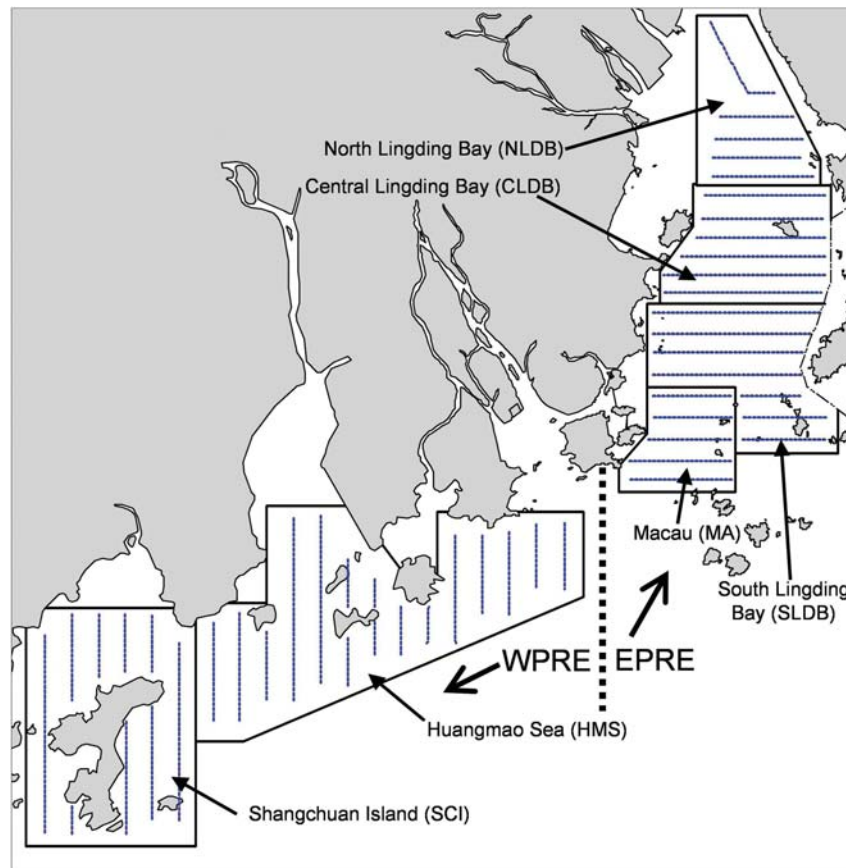 North Lingding Bay (NLDB)
Central Lingding Bay (CLDB)
Macau (MA)
South Lingding
Bay (SLDB)
WPRE EPRE
Huangmao Sea (HMS)
Shangchuan Island (SCI)